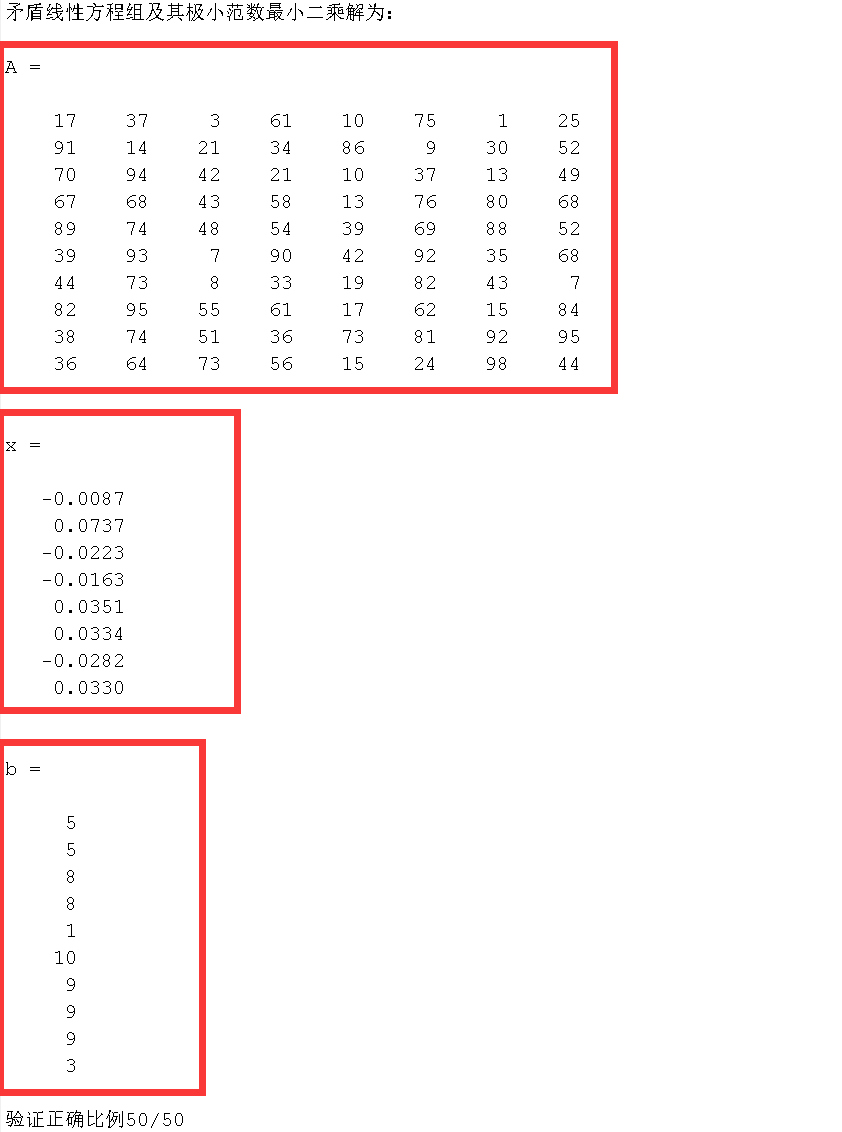 矛盾线性方程组及其极小范数最小二乘解为：
A =
17 37 3 61 10 75 1 25
91 14 21 34 86 9 30 52
70 94 42 21 10 37 13 49
67 68 43 58 13 76 80 68
89 74 48 54 39 69 88 52
39 93 7 90 42 92 35 68
44 73 8 33 19 82 43 7
82 95 55 61 17 62 15 84
38 74 51 36 73 81 92 95
36 64 73 56 15 24 98 44
x =
-0.0087
0.0737
-0.0223
-0.0163
0.0351
0.0334
-0.0282
0.0330
b =
5
5
8
8
1
10
9
9
9
3
验证正确比例50/50